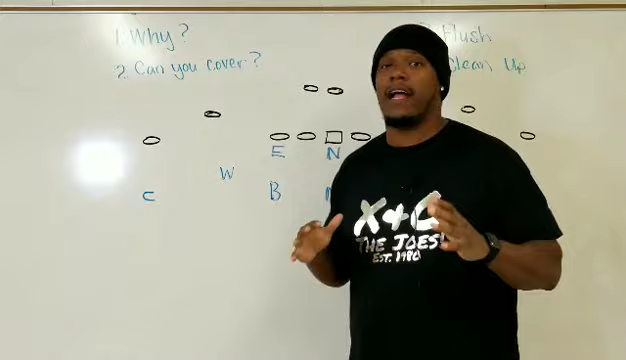 1. Why?
2. Can you cover?
Flush
Clean Up
E N
W
C B
X+O
THE JOES
EST. 1980